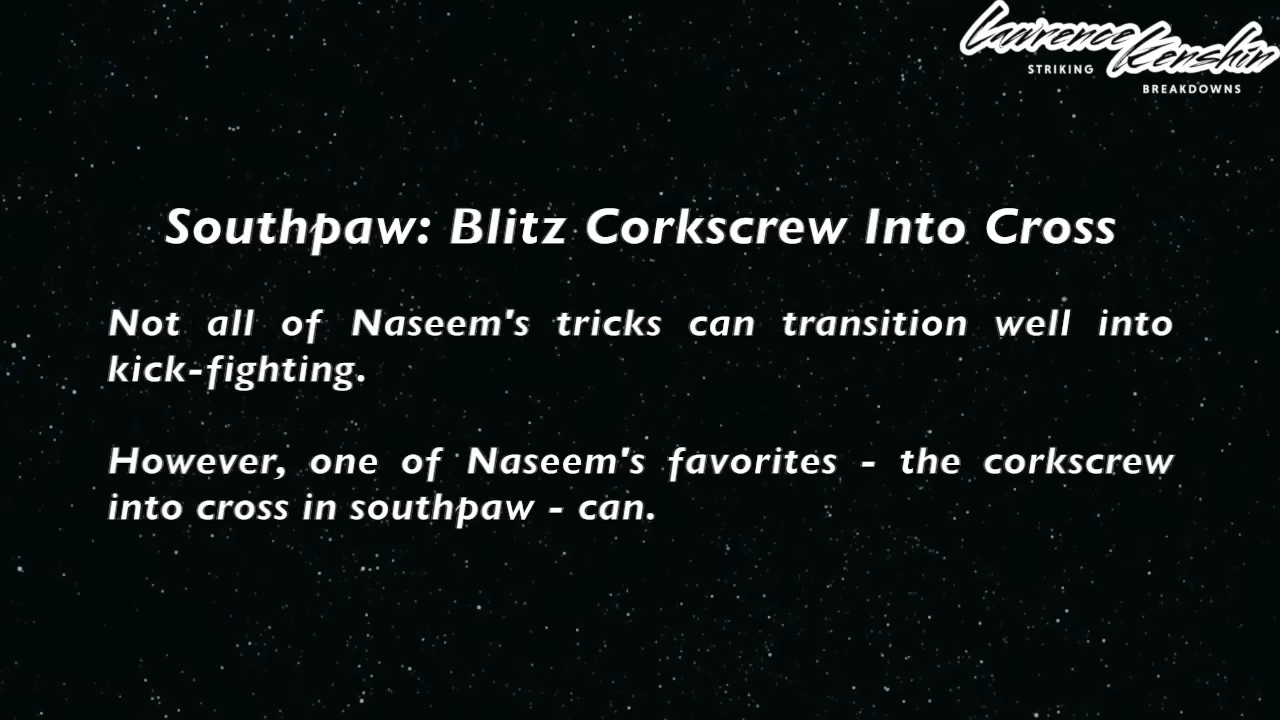 Lawrence Kenshin
STRIKING
BREAKDOWNS
Southpaw: Blitz Corkscrew Into Cross
Not all of Naseem's tricks can transition well into
kick-fighting.
However, one of Naseem's favorites - the corkscrew
into cross in southpaw - can.